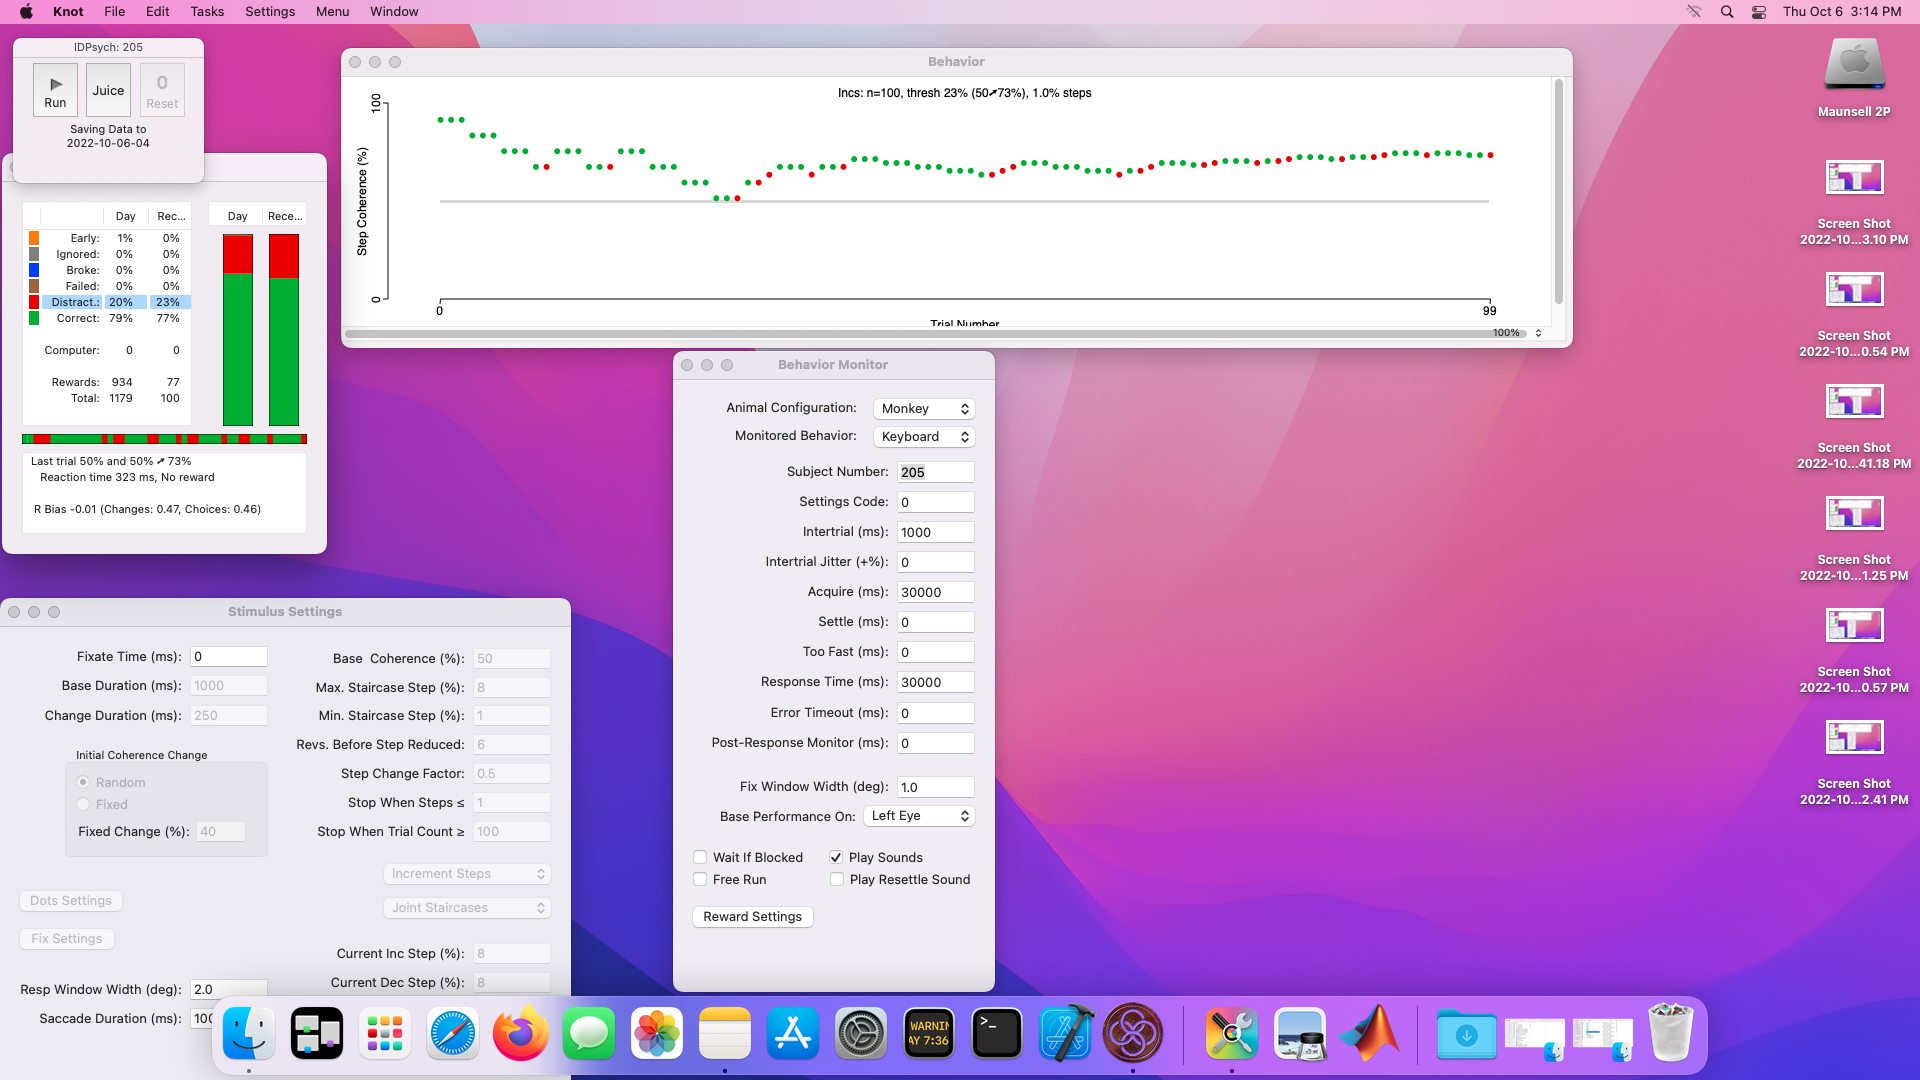 Knot File Edit Tasks Settings Menu Window
Thu Oct 6 3:14 PM
IDPsych: 205
Run
Juice
0
Reset
Saving Data to
2022-10-06-04
Day Rec...
Early: 1% 0%
Ignored: 0% 0%
Broke: 0% 0%
Failed: 0% 0%
Distract.: 20% 23%
Correct: 79% 77%
Computer: 0 0
Rewards: 934 77
Total: 1179 100
Day Rece...
Last trial 50% and 50% ➚ 73%
Reaction time 323 ms, No reward
R Bias -0.01 (Changes: 0.47, Choices: 0.46)
Behavior
Incs: n=100, thresh 23% (50➚73%), 1.0% steps
Step Coherence (%)
100
0
0
99
Trial Number
100%
Behavior Monitor
Animal Configuration: Monkey
Monitored Behavior: Keyboard
Subject Number: 205
Settings Code: 0
Intertrial (ms): 1000
Intertrial Jitter (+%): 0
Acquire (ms): 30000
Settle (ms): 0
Too Fast (ms): 0
Response Time (ms): 30000
Error Timeout (ms): 0
Post-Response Monitor (ms): 0
Fix Window Width (deg): 1.0
Base Performance On: Left Eye
Wait If Blocked
Play Sounds
Free Run
Play Resettle Sound
Reward Settings
Stimulus Settings
Fixate Time (ms): 0
Base Duration (ms): 1000
Change Duration (ms): 250
Initial Coherence Change
Random
Fixed
Fixed Change (%): 40
Dots Settings
Fix Settings
Resp Window Width (deg): 2.0
Saccade Duration (ms): 100
Base Coherence (%): 50
Max. Staircase Step (%): 8
Min. Staircase Step (%): 1
Revs. Before Step Reduced: 6
Step Change Factor: 0.5
Stop When Steps ≤ 1
Stop When Trial Count ≥ 100
Increment Steps
Joint Staircases
Current Inc Step (%): 8
Current Dec Step (%): 8
Maunsell 2P
Screen Shot
2022-10...3.10 PM
Screen Shot
2022-10...0.54 PM
Screen Shot
2022-10...41.18 PM
Screen Shot
2022-10...1.25 PM
Screen Shot
2022-10...0.57 PM
Screen Shot
2022-10...2.41 PM
WARNIN
AY 7:36
>_